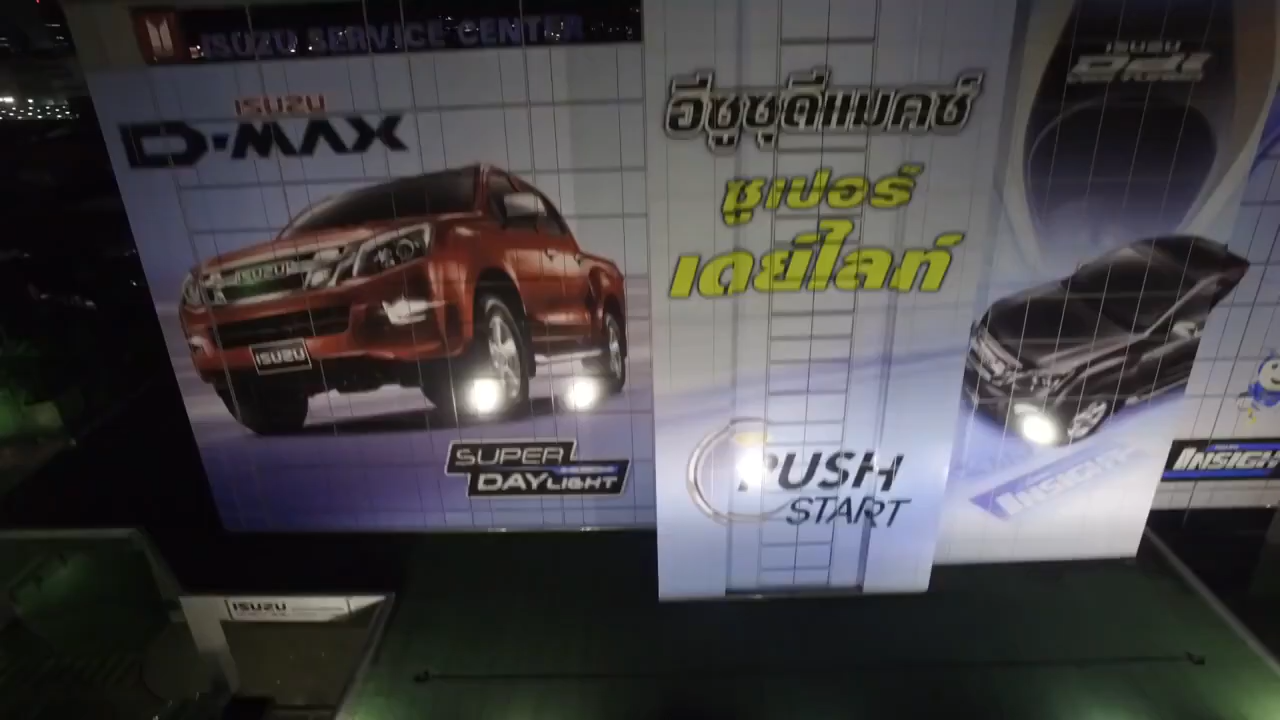 ISUZU SERVICE CENTER
ISUZU
D-MAX
ISUZU
ISUZU
SUPER
DAYLIGHT
อีซูซุดีแมคซ์
ซูเปอร์
เดย์ไลท์
PUSH
START
ISUZU
INSIGHT
INSIGH
ISUZU